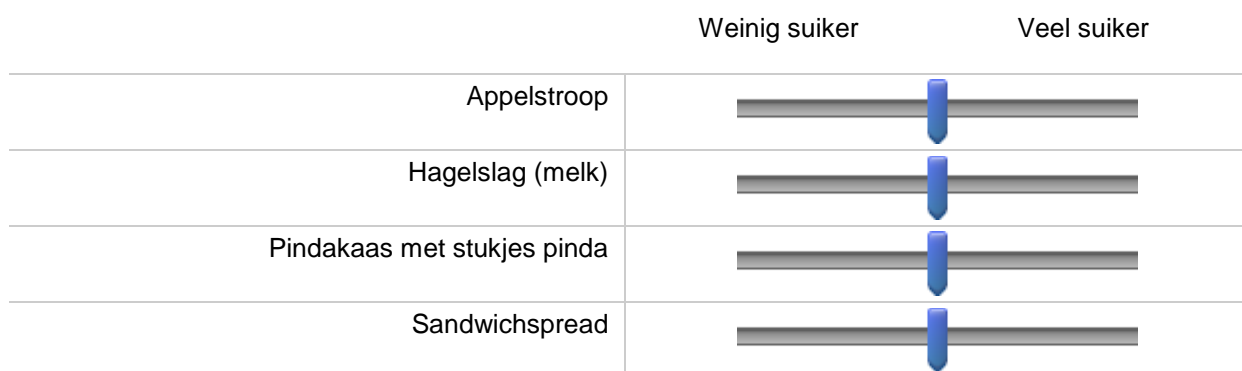 Weinig suiker Veel suiker
Appelstroop
Hagelslag (melk)
Pindakaas met stukjes pinda
Sandwichspread